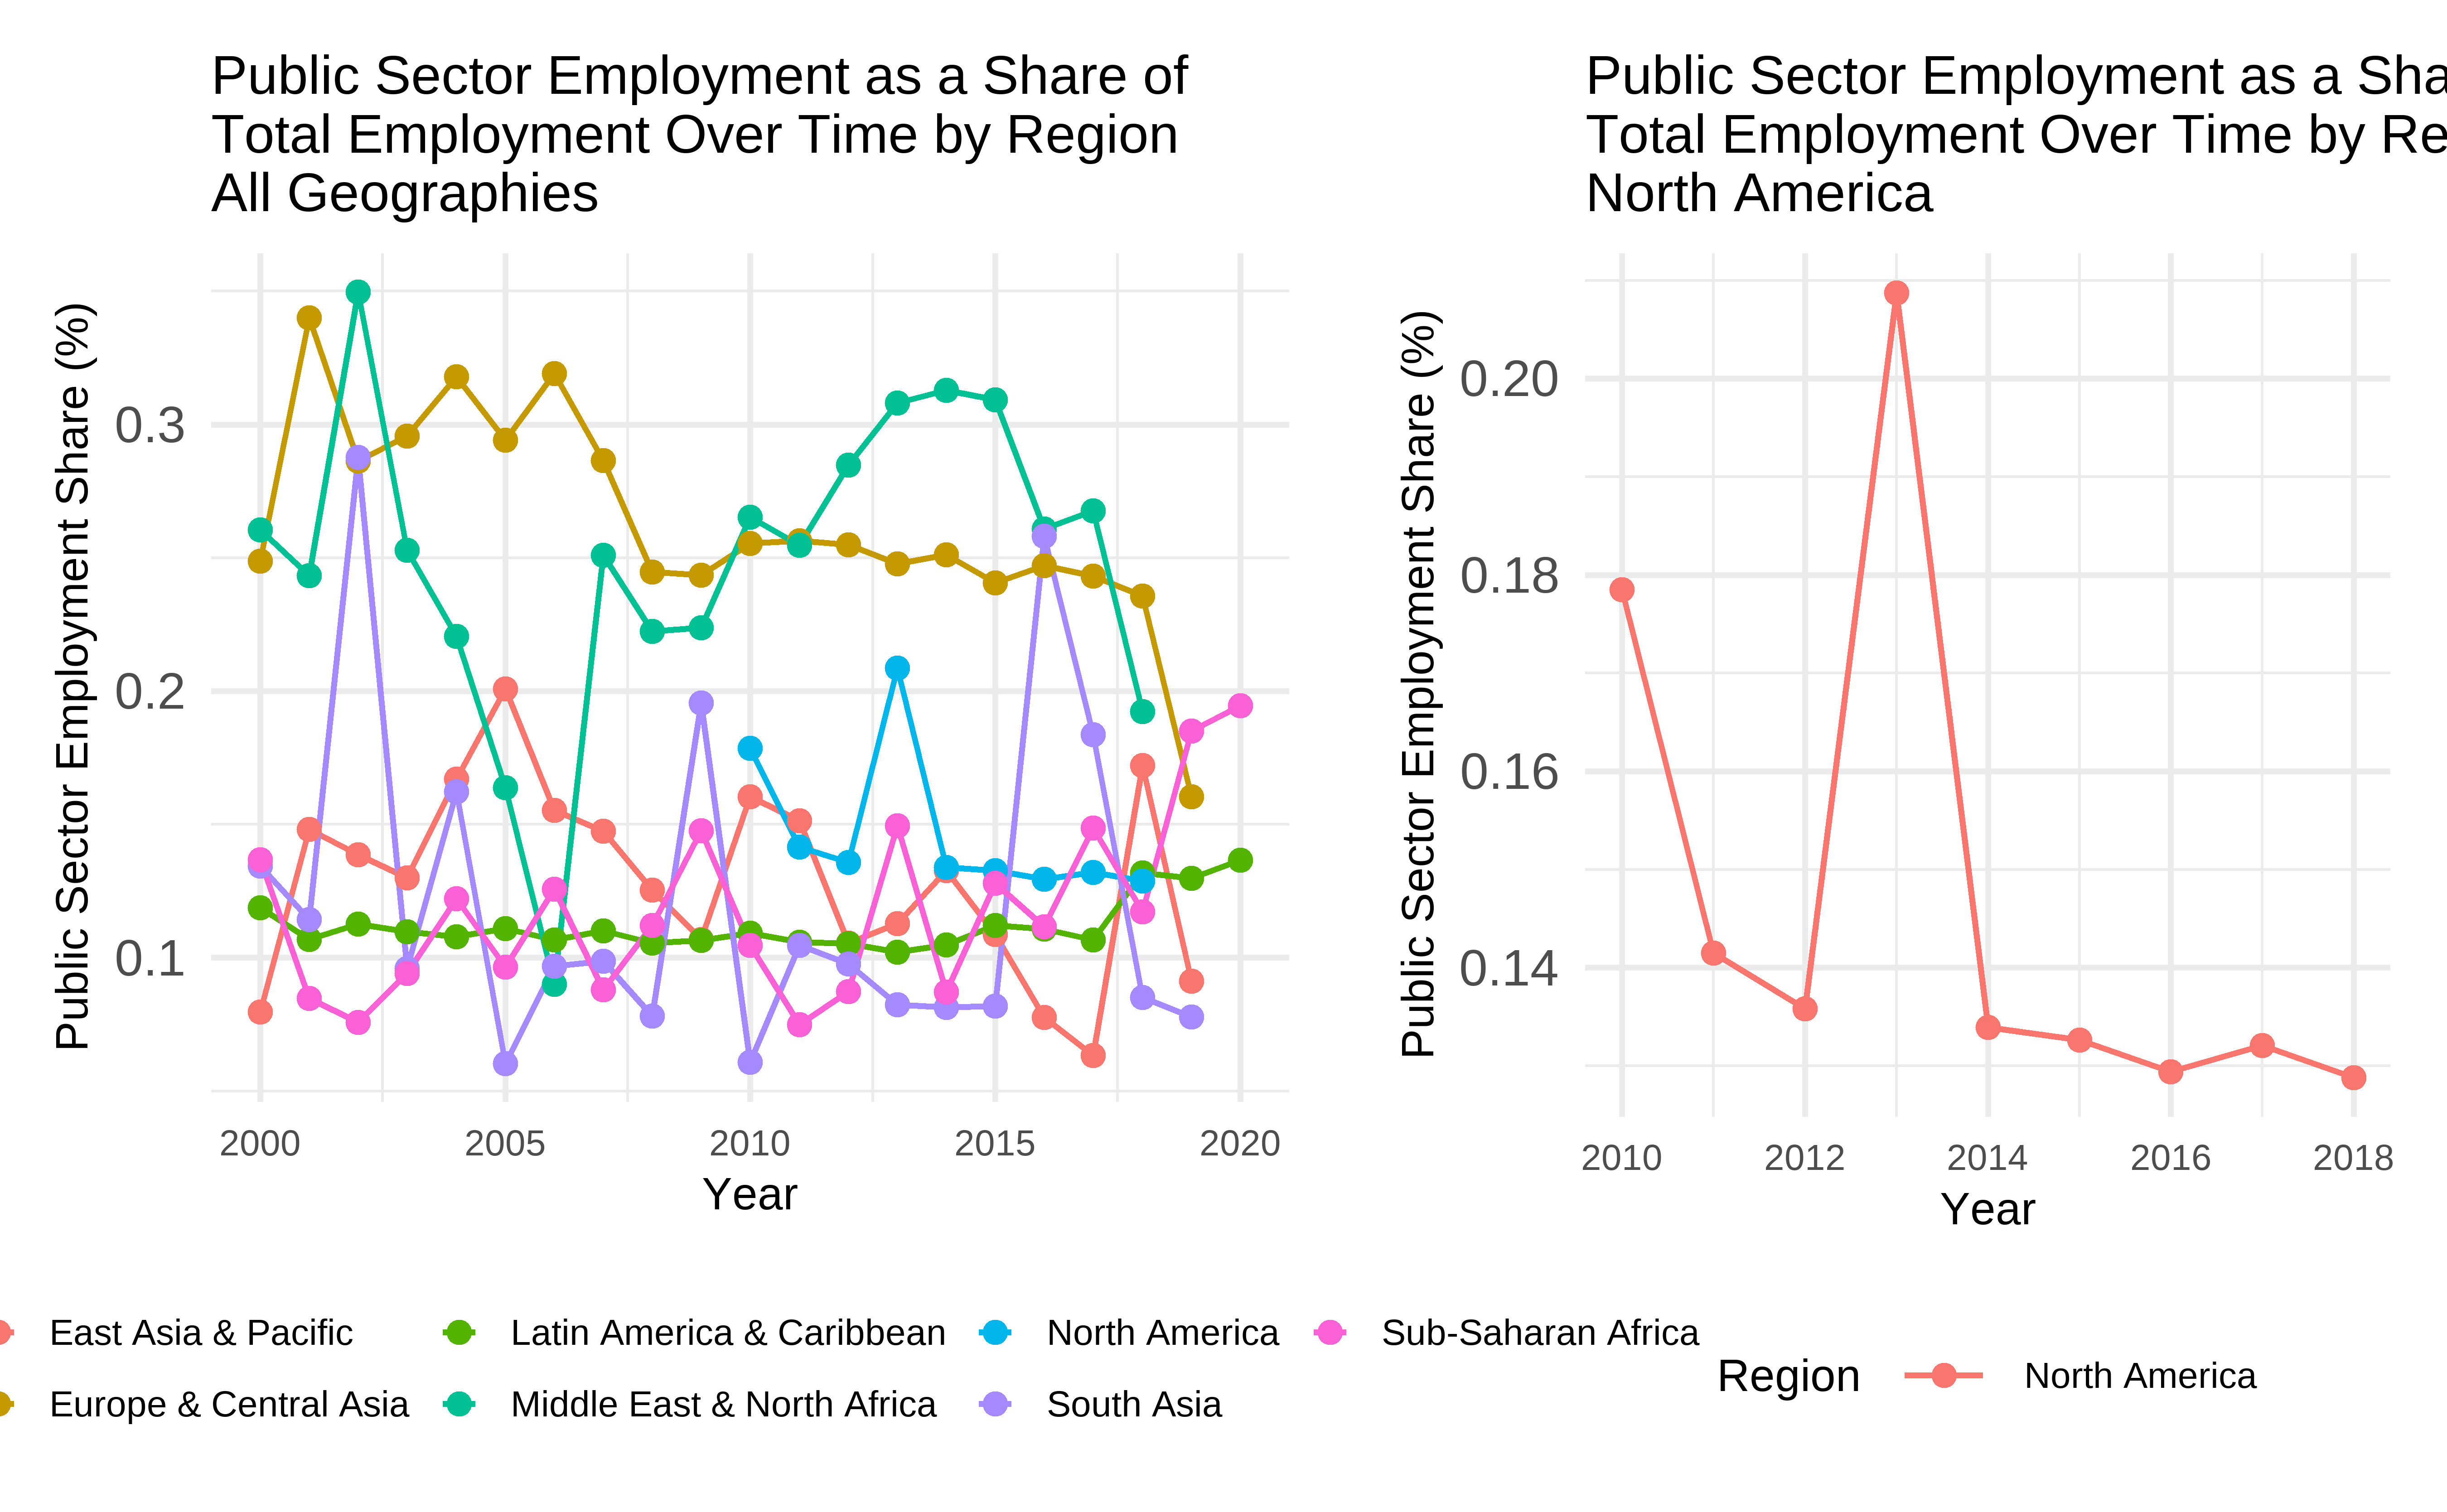 Public Sector Employment as a Share of
Total Employment Over Time by Region
All Geographies
Public Sector Employment Share (%)
0.3
0.2
0.1
2000 2005 2010 2015 2020
Year
East Asia & Pacific Latin America & Caribbean North America Sub-Saharan Africa
Europe & Central Asia Middle East & North Africa South Asia
Public Sector Employment as a Sha
Total Employment Over Time by Re
North America
Public Sector Employment Share (%)
0.20
0.18
0.16
0.14
2010 2012 2014 2016 2018
Year
Region North America